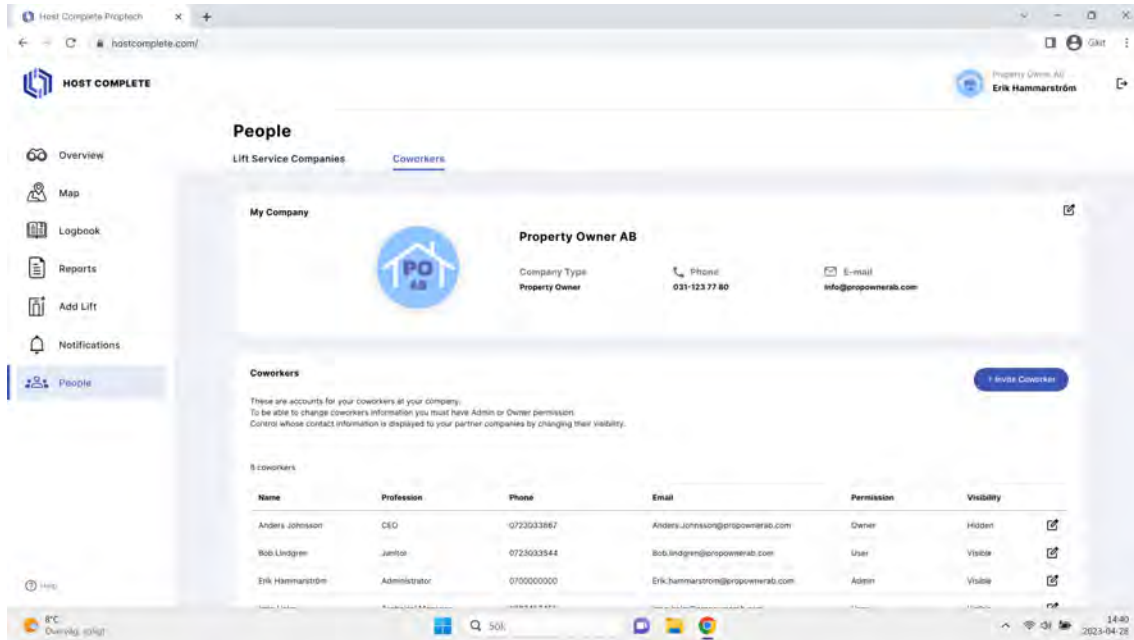 Host Complete Proptech
hostcomplete.com/
Gäst
HOST COMPLETE
Property Owner AB
Erik Hammarström
People
Lift Service Companies
Coworkers
Overview
Map
Logbook
Reports
Add Lift
Notifications
People
Help
My Company
PO
AB
Property Owner AB
Company Type
Property Owner
Phone
031-123 77 80
E-mail
info@propownerab.com
Coworkers
+ Invite Coworker
These are accounts for your coworkers at your company.
To be able to change coworkers information you must have Admin or Owner permission.
Control whose contact information is displayed to your partner companies by changing their visibility.
8 coworkers
Name Profession Phone Email Permission Visibility
Anders Johnsson CEO 0723033867 Anders.Johnsson@propownerab.com Owner Hidden
Bob Lindgren Janitor 0723033544 Bob.lindgren@propownerab.com User Visible
Erik Hammarström Administrator 0700000000 Erik.hammarstrom@propownerab.com Admin Visible
8°C
Överväg. soligt
Sök
14:40
2023-04-28